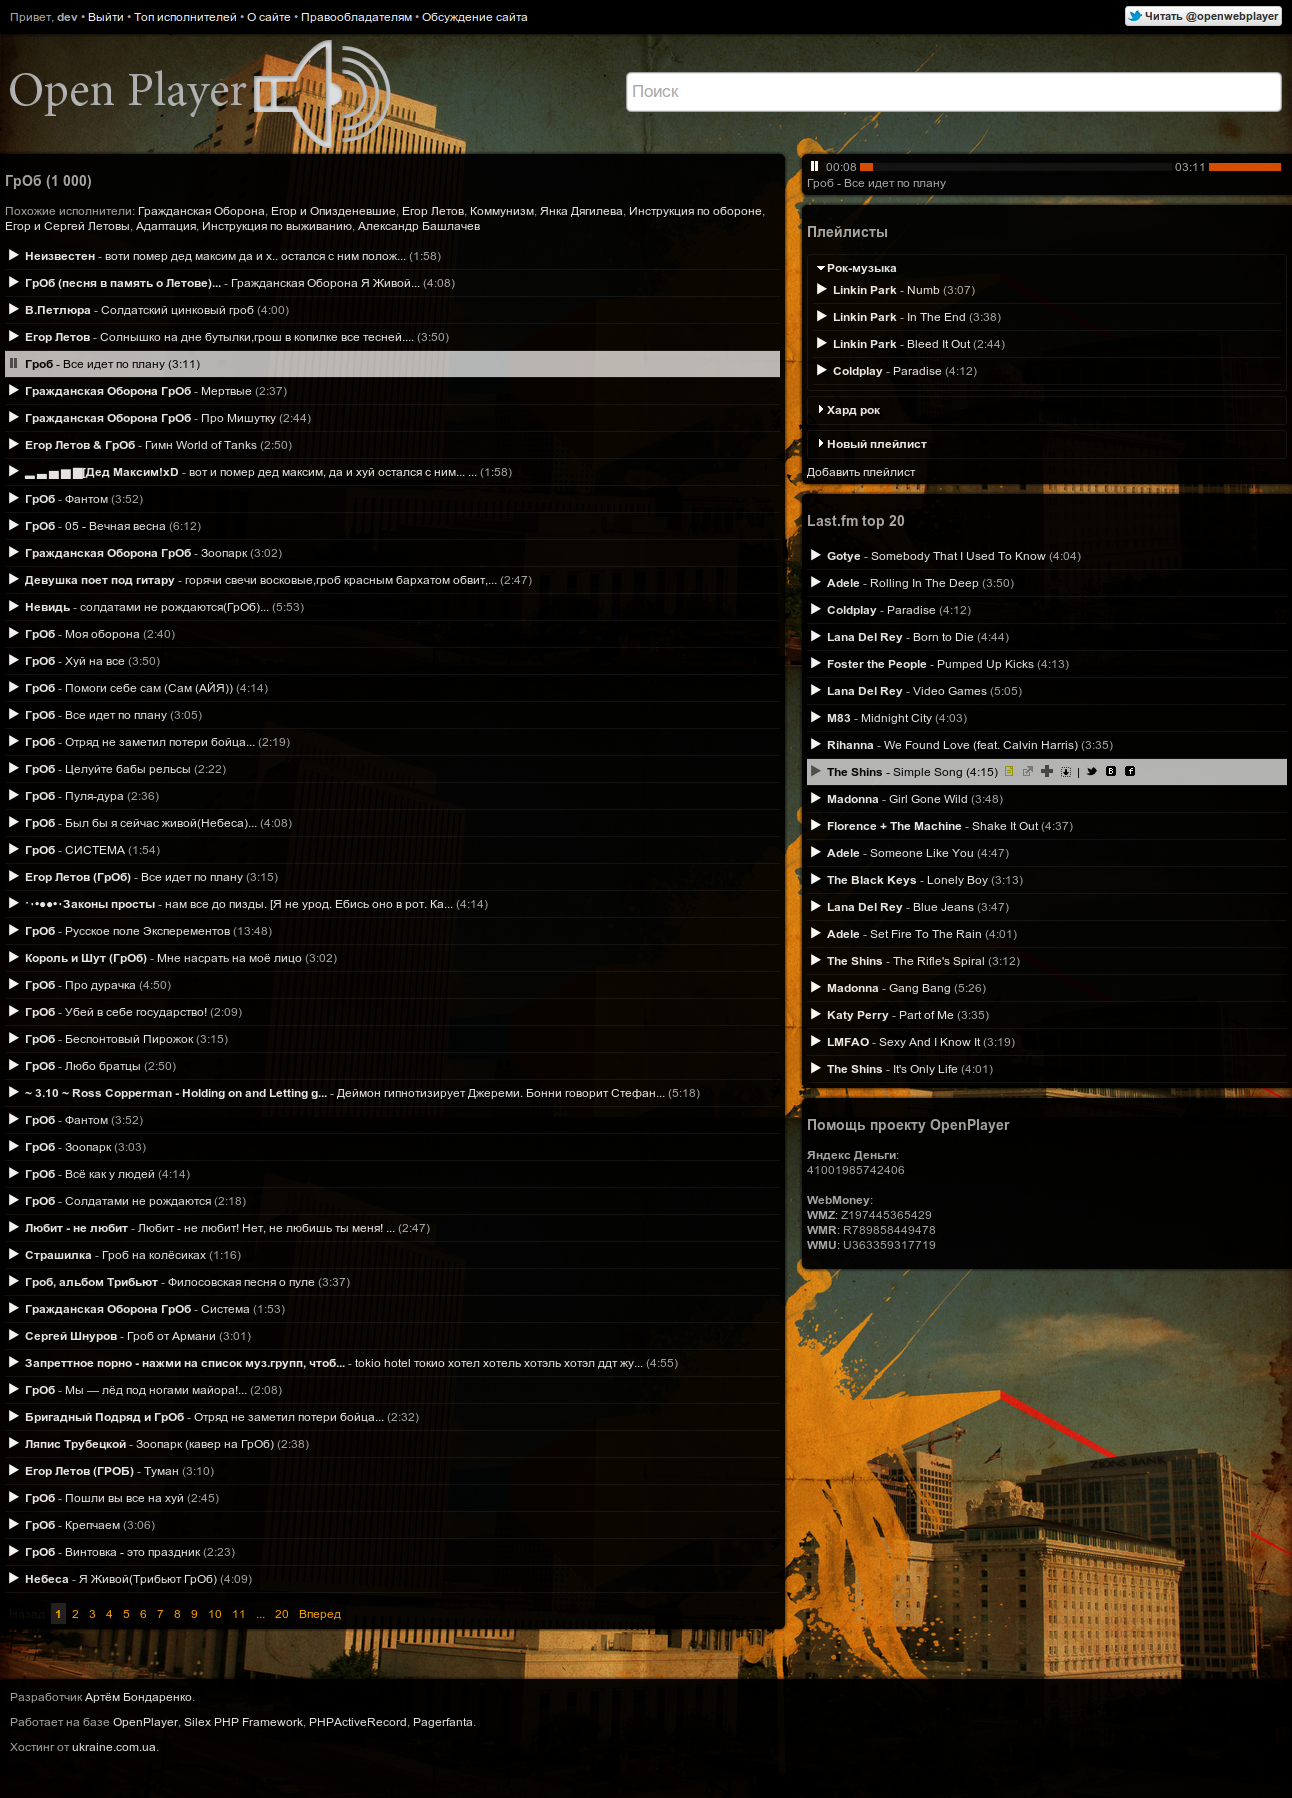 Привет, dev • Выйти • Топ исполнителей • О сайте • Правообладателям • Обсуждение сайта
Читать @openwebplayer
Open Player
Поиск
ГрОб (1 000)
Похожие исполнители: Гражданская Оборона, Егор и Опизденевшие, Егор Летов, Коммунизм, Янка Дягилева, Инструкция по обороне,
Егор и Сергей Летовы, Адаптация, Инструкция по выживанию, Александр Башлачев
Неизвестен - воти помер дед максим да и х.. остался с ним полож... (1:58)
ГрОб (песня в память о Летове)... - Гражданская Оборона Я Живой... (4:08)
В.Петлюра - Солдатский цинковый гроб (4:00)
Егор Летов - Солнышко на дне бутылки,грош в копилке все тесней.... (3:50)
Гроб - Все идет по плану (3:11)
Гражданская Оборона ГрОб - Мертвые (2:37)
Гражданская Оборона ГрОб - Про Мишутку (2:44)
Егор Летов & ГрОб - Гимн World of Tanks (2:50)
▂ ▃ ▅ ▆ ▇[Дед Максим!xD - вот и помер дед максим, да и хуй остался с ним... ... (1:58)
ГрОб - Фантом (3:52)
ГрОб - 05 - Вечная весна (6:12)
Гражданская Оборона ГрОб - Зоопарк (3:02)
Девушка поет под гитару - горячи свечи восковые,гроб красным бархатом обвит,... (2:47)
Невидь - солдатами не рождаются(ГрОб)... (5:53)
ГрОб - Моя оборона (2:40)
ГрОб - Хуй на все (3:50)
ГрОб - Помоги себе сам (Сам (АЙЯ)) (4:14)
ГрОб - Все идет по плану (3:05)
ГрОб - Отряд не заметил потери бойца... (2:19)
ГрОб - Целуйте бабы рельсы (2:22)
ГрОб - Пуля-дура (2:36)
ГрОб - Был бы я сейчас живой(Небеса)... (4:08)
ГрОб - СИСТЕМА (1:54)
Егор Летов (ГрОб) - Все идет по плану (3:15)
··•●●•·Законы просты - нам все до пизды. [Я не урод. Ебись оно в рот. Ка... (4:14)
ГрОб - Русское поле Эксперементов (13:48)
Король и Шут (ГрОб) - Мне насрать на моё лицо (3:02)
ГрОб - Про дурачка (4:50)
ГрОб - Убей в себе государство! (2:09)
ГрОб - Беспонтовый Пирожок (3:15)
ГрОб - Любо братцы (2:50)
~ 3.10 ~ Ross Copperman - Holding on and Letting g... - Деймон гипнотизирует Джереми. Бонни говорит Стефан... (5:18)
ГрОб - Фантом (3:52)
ГрОб - Зоопарк (3:03)
ГрОб - Всё как у людей (4:14)
ГрОб - Солдатами не рождаются (2:18)
Любит - не любит - Любит - не любит! Нет, не любишь ты меня! ... (2:47)
Страшилка - Гроб на колёсиках (1:16)
Гроб, альбом Трибьют - Филосовская песня о пуле (3:37)
Гражданская Оборона ГрОб - Система (1:53)
Сергей Шнуров - Гроб от Армани (3:01)
Запреттное порно - нажми на список муз.групп, чтоб... - tokio hotel токио хотел хотель хотэль хотэл ддт жу... (4:55)
ГрОб - Мы — лёд под ногами майора!... (2:08)
Бригадный Подряд и ГрОб - Отряд не заметил потери бойца... (2:32)
Ляпис Трубецкой - Зоопарк (кавер на ГрОб) (2:38)
Егор Летов (ГРОБ) - Туман (3:10)
ГрОб - Пошли вы все на хуй (2:45)
ГрОб - Крепчаем (3:06)
ГрОб - Винтовка - это праздник (2:23)
Небеса - Я Живой(Трибьют ГрОб) (4:09)
Назад 1 2 3 4 5 6 7 8 9 10 11 ... 20 Вперед
00:08 03:11
Гроб - Все идет по плану
Плейлисты
Рок-музыка
Linkin Park - Numb (3:07)
Linkin Park - In The End (3:38)
Linkin Park - Bleed It Out (2:44)
Coldplay - Paradise (4:12)
Хард рок
Новый плейлист
Добавить плейлист
Last.fm top 20
Gotye - Somebody That I Used To Know (4:04)
Adele - Rolling In The Deep (3:50)
Coldplay - Paradise (4:12)
Lana Del Rey - Born to Die (4:44)
Foster the People - Pumped Up Kicks (4:13)
Lana Del Rey - Video Games (5:05)
M83 - Midnight City (4:03)
Rihanna - We Found Love (feat. Calvin Harris) (3:35)
The Shins - Simple Song (4:15) |
Madonna - Girl Gone Wild (3:48)
Florence + The Machine - Shake It Out (4:37)
Adele - Someone Like You (4:47)
The Black Keys - Lonely Boy (3:13)
Lana Del Rey - Blue Jeans (3:47)
Adele - Set Fire To The Rain (4:01)
The Shins - The Rifle's Spiral (3:12)
Madonna - Gang Bang (5:26)
Katy Perry - Part of Me (3:35)
LMFAO - Sexy And I Know It (3:19)
The Shins - It's Only Life (4:01)
Помощь проекту OpenPlayer
Яндекс Деньги:
41001985742406
WebMoney:
WMZ: Z197445365429
WMR: R789858449478
WMU: U363359317719
ZIONS BANK
Разработчик Артём Бондаренко.
Работает на базе OpenPlayer, Silex PHP Framework, PHPActiveRecord, Pagerfanta.
Хостинг от ukraine.com.ua.